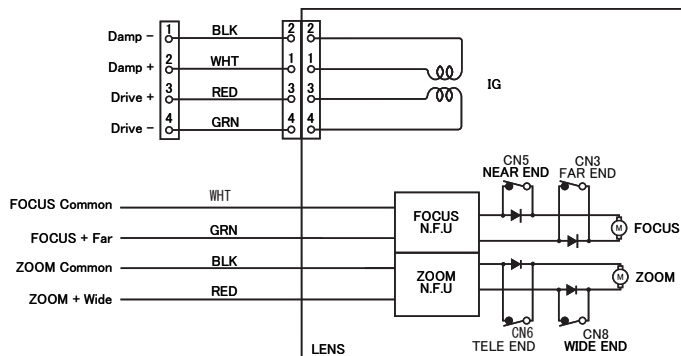 Damp - 1 BLK 2 2
Damp + 2 WHT 1 1
IG
Drive + 3 RED 3 3
Drive - 4 GRN 4 4
CN5
NEAR END
CN3
FAR END
FOCUS Common WHT
FOCUS
N.F.U
M FOCUS
FOCUS + Far GRN
ZOOM Common BLK
ZOOM
N.F.U
M ZOOM
ZOOM + Wide RED
CN6
TELE END
CN8
WIDE END
LENS